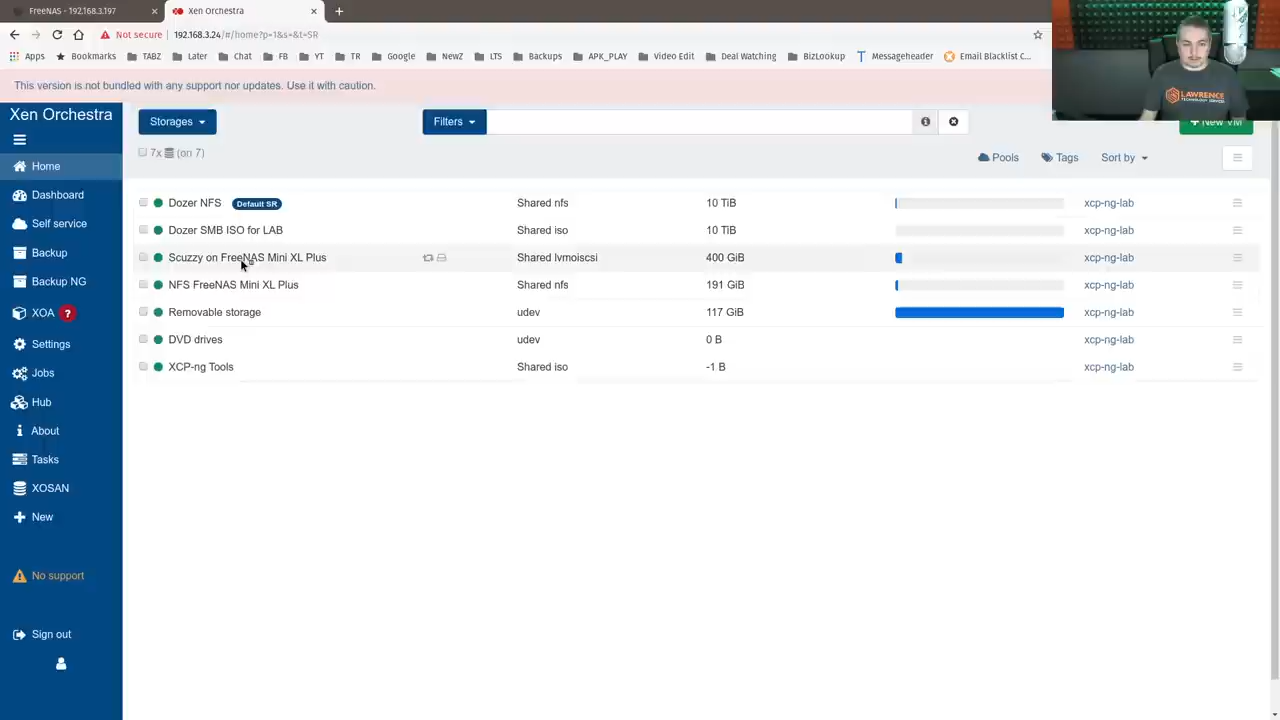 FreeNAS - 192.168.3.197
Xen Orchestra
Not secure
192.168.3.24/#/home?p=1&s=&t=SR
Apps
Bookmarks
TABZ
Later
Chat
FB
YT
TR
Google
NewZ
LTS
Backups
APK_PLAY
Video Edit
Deal Watching
BizLookup
Messageheader
Email Blacklist C...
This version is not bundled with any support nor updates. Use it with caution.
Xen Orchestra
Home
Dashboard
Self service
Backup
Backup NG
XOA ?
Settings
Jobs
Hub
About
Tasks
XOSAN
New
No support
Sign out
Storages
Filters
+ New VM
7x (on 7)
Pools
Tags
Sort by
Dozer NFS Default SR Shared nfs 10 TiB xcp-ng-lab
Dozer SMB ISO for LAB Shared iso 10 TiB xcp-ng-lab
Scuzzy on FreeNAS Mini XL Plus Shared lvmoiscsi 400 GiB xcp-ng-lab
NFS FreeNAS Mini XL Plus Shared nfs 191 GiB xcp-ng-lab
Removable storage udev 117 GiB xcp-ng-lab
DVD drives udev 0 B xcp-ng-lab
XCP-ng Tools Shared iso -1 B xcp-ng-lab
LAWRENCE
TECHNOLOGY SERVICES